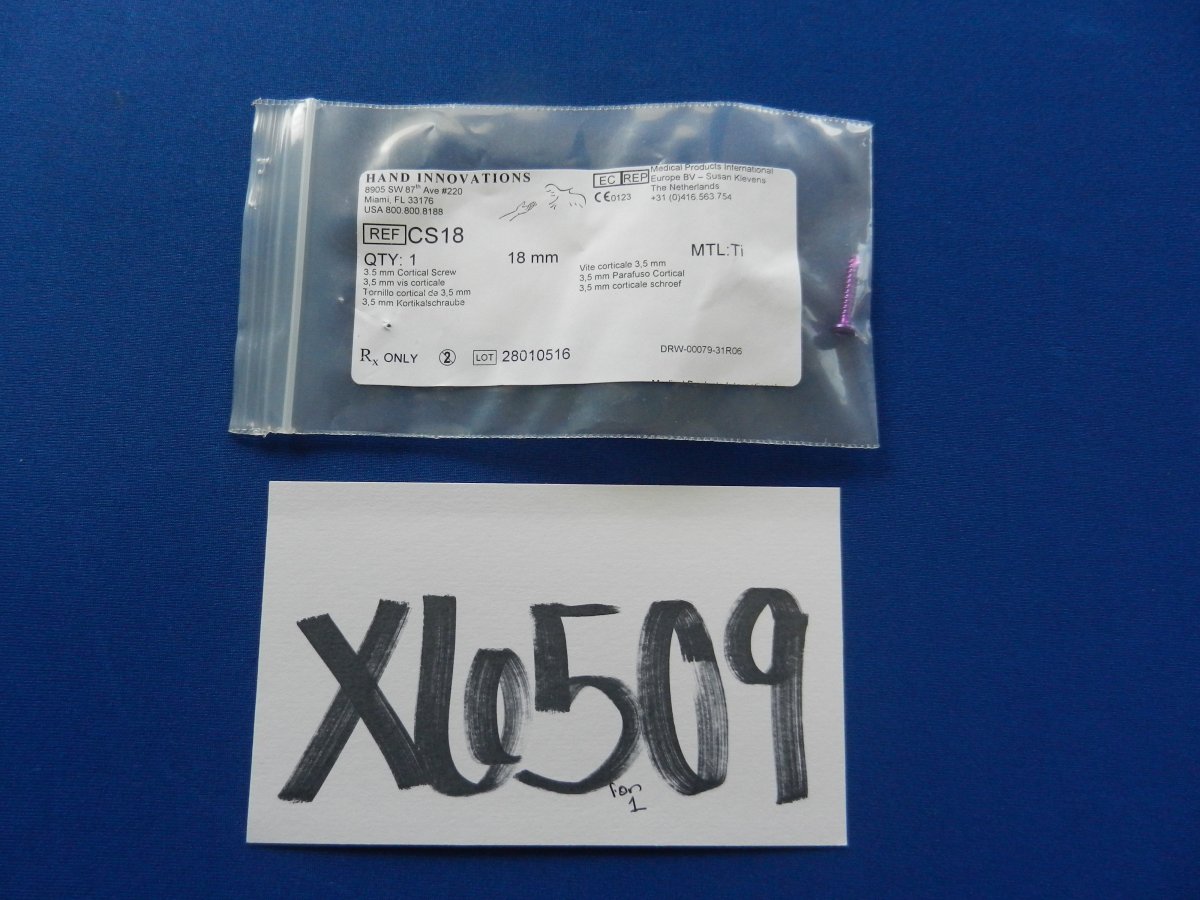 HAND INNOVATIONS
8905 SW 87th Ave #220
Miami, FL 33176
USA 800.800.8188
EC REP
CE0123
Medical Products International
Europe BV – Susan Kievens
The Netherlands
+31 (0)416.563.754
REF CS18
QTY: 1
18 mm
MTL:Ti
3.5 mm Cortical Screw
3,5 mm vis corticale
Tornillo cortical de 3,5 mm
3,5 mm Kortikalschraube
Vite corticale 3,5 mm
3,5 mm Parafuso Cortical
3,5 mm corticale schroef
Rx ONLY
2
LOT 28010516
DRW-00079-31R06
X6509
for
1